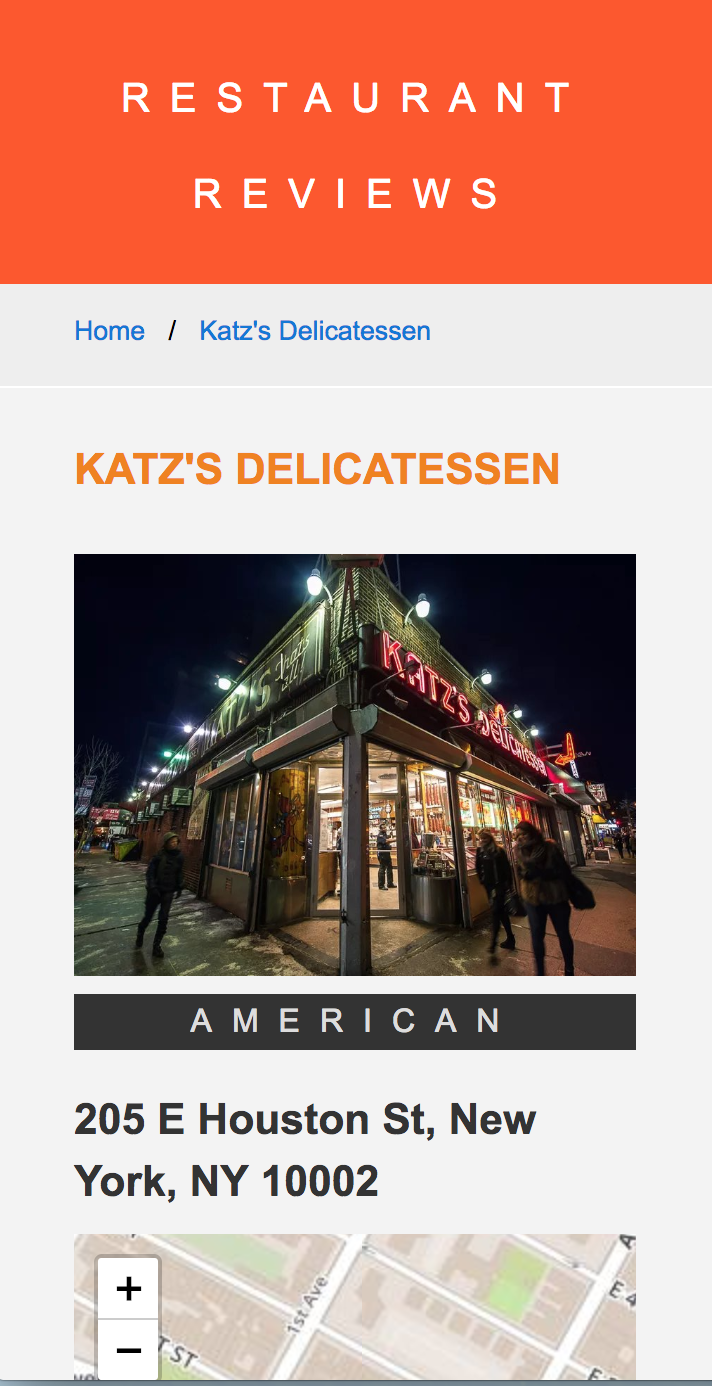 RESTAURANT
REVIEWS
Home / Katz's Delicatessen
KATZ'S DELICATESSEN
KATZ'S
KATZ'S DELICATESSEN
AMERICAN
205 E Houston St, New
York, NY 10002
+
1st Ave
−
T ST